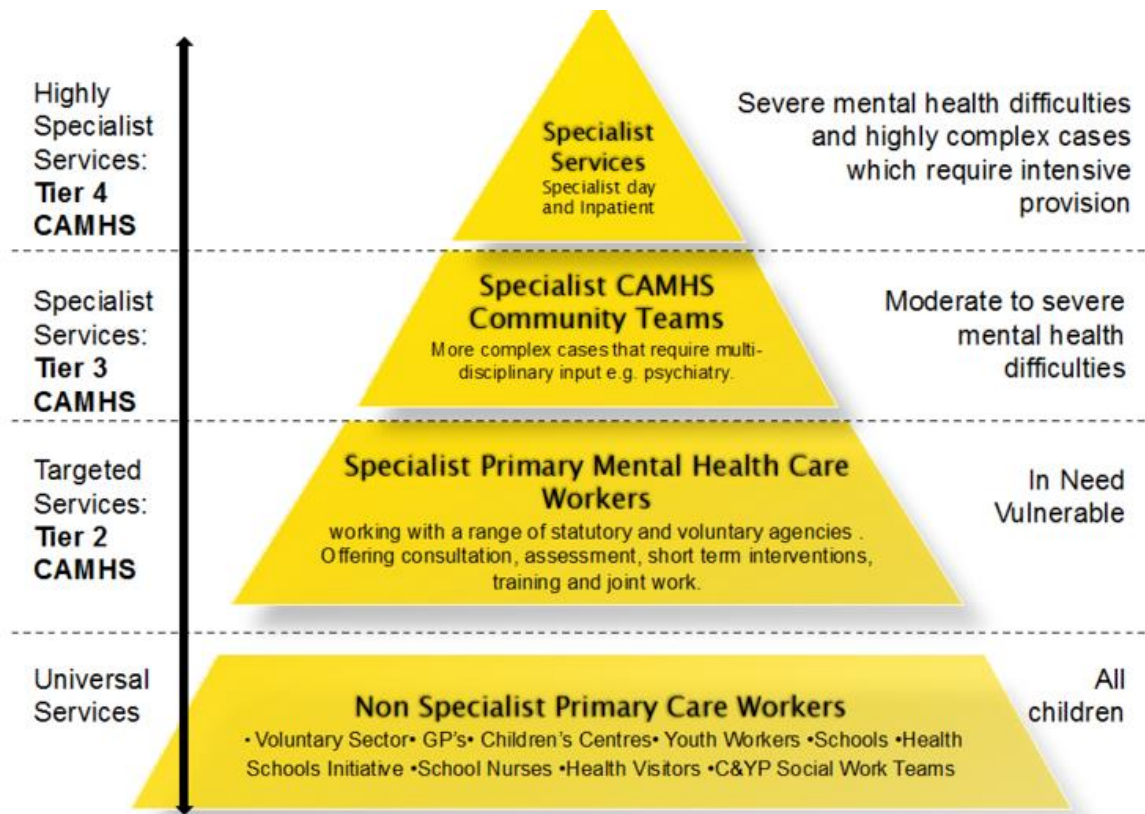 Highly
Specialist
Services:
Tier 4
CAMHS
Specialist
Services
Specialist day
and Inpatient
Severe mental health difficulties
and highly complex cases
which require intensive
provision
Specialist
Services:
Tier 3
CAMHS
Specialist CAMHS
Community Teams
More complex cases that require multi-
disciplinary input e.g. psychiatry.
Moderate to severe
mental health
difficulties
Targeted
Services:
Tier 2
CAMHS
Specialist Primary Mental Health Care
Workers
working with a range of statutory and voluntary agencies .
Offering consultation, assessment, short term interventions,
training and joint work.
In Need
Vulnerable
Universal
Services
Non Specialist Primary Care Workers
• Voluntary Sector• GP's• Children's Centres• Youth Workers •Schools •Health
Schools Initiative •School Nurses •Health Visitors •C&YP Social Work Teams
All
children